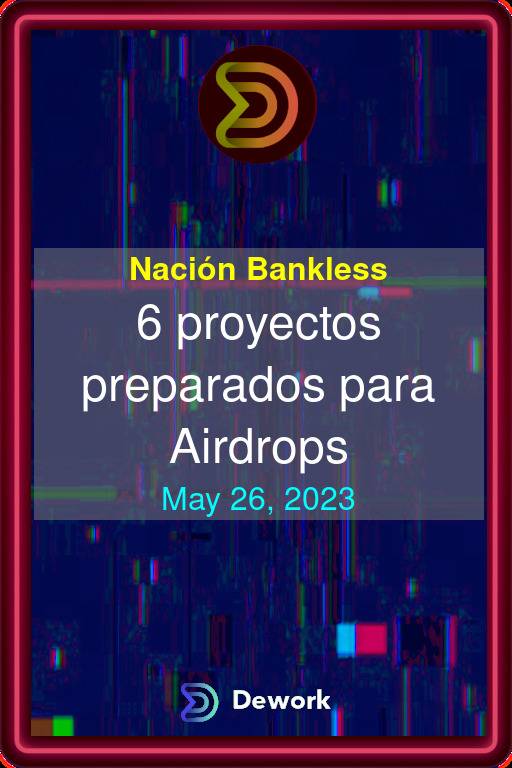 Nación Bankless
6 proyectos
preparados para
Airdrops
May 26, 2023
Dework